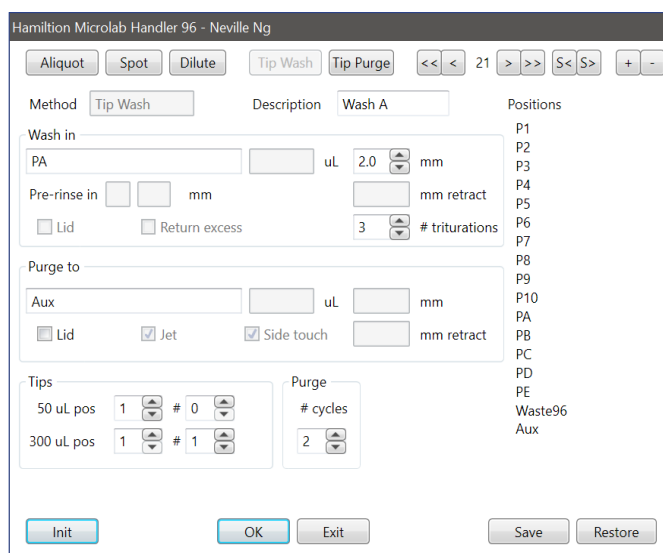 Hamiltion Microlab Handler 96 - Neville Ng
Aliquot Spot Dilute Tip Wash Tip Purge << < 21 > >> S< S> + -
Method Tip Wash Description Wash A Positions
Wash in
PA uL 2.0 mm
Pre-rinse in mm mm retract
Lid Return excess 3 # triturations
Purge to
Aux uL mm
Lid Jet Side touch mm retract
Tips
50 uL pos 1 # 0
300 uL pos 1 # 1
Purge
# cycles
2
P1
P2
P3
P4
P5
P6
P7
P8
P9
P10
PA
PB
PC
PD
PE
Waste96
Aux
Init OK Exit Save Restore